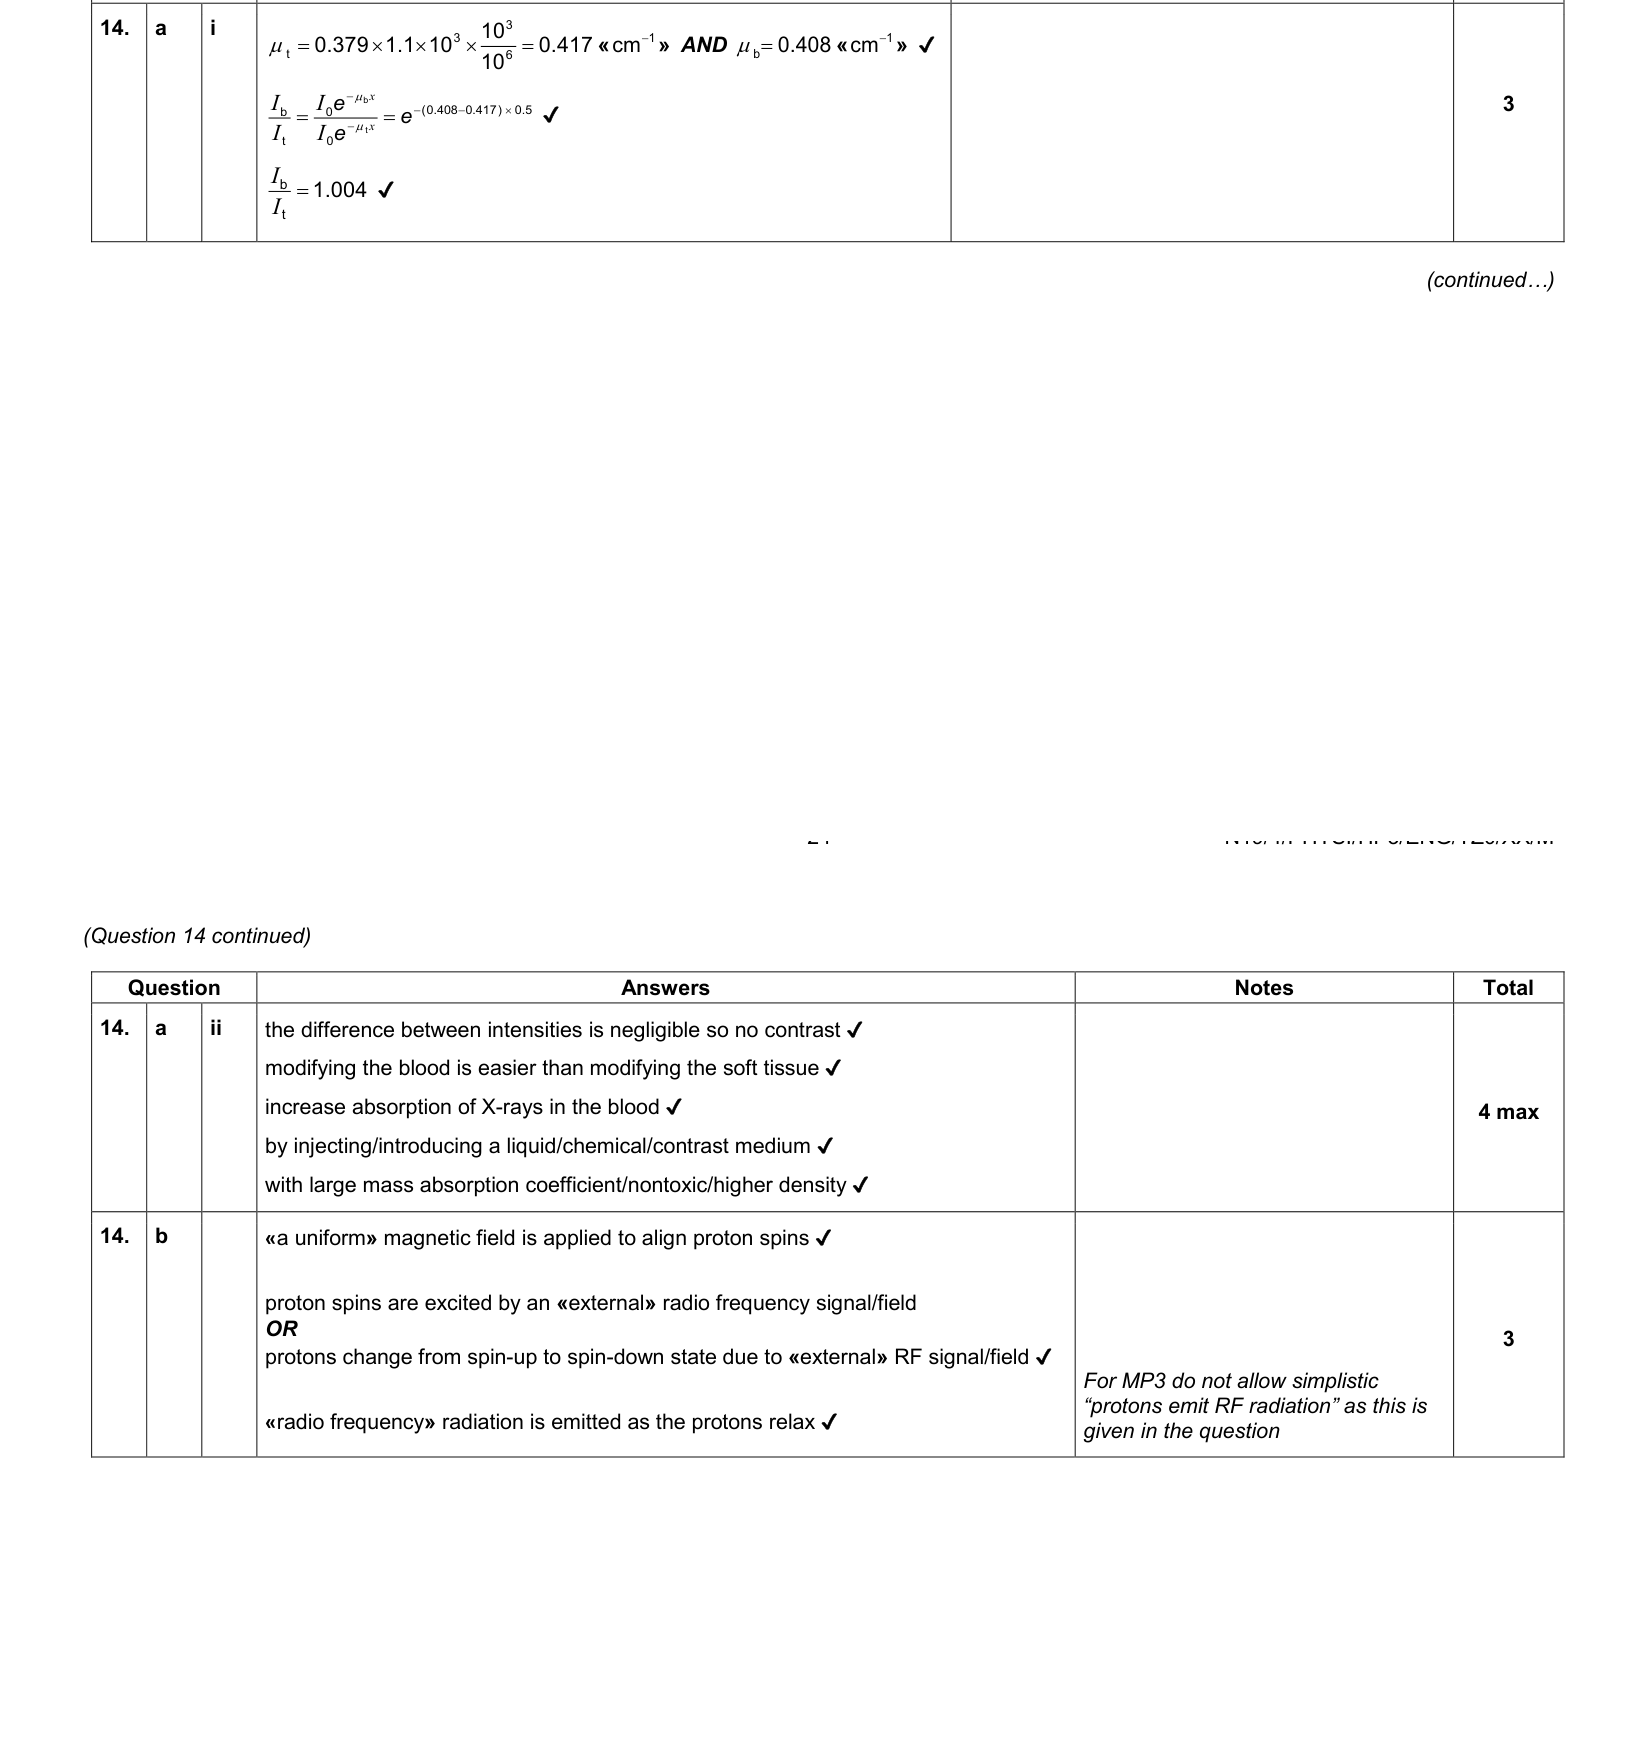 14. a i μt = 0.379×1.1×10³ × 10³/10⁶ = 0.417 «cm⁻¹» AND μb = 0.408 «cm⁻¹» ✓
Ib/It = I0e^(−μbx)/I0e^(−μtx) = e^(−(0.408−0.417)×0.5) ✓
3
Ib/It = 1.004 ✓
(continued…)
(Question 14 continued)
Question Answers Notes Total
14. a ii the difference between intensities is negligible so no contrast ✓
modifying the blood is easier than modifying the soft tissue ✓
increase absorption of X-rays in the blood ✓
4 max
by injecting/introducing a liquid/chemical/contrast medium ✓
with large mass absorption coefficient/nontoxic/higher density ✓
14. b «a uniform» magnetic field is applied to align proton spins ✓
proton spins are excited by an «external» radio frequency signal/field
OR
protons change from spin-up to spin-down state due to «external» RF signal/field ✓
«radio frequency» radiation is emitted as the protons relax ✓
For MP3 do not allow simplistic
“protons emit RF radiation” as this is
given in the question
3